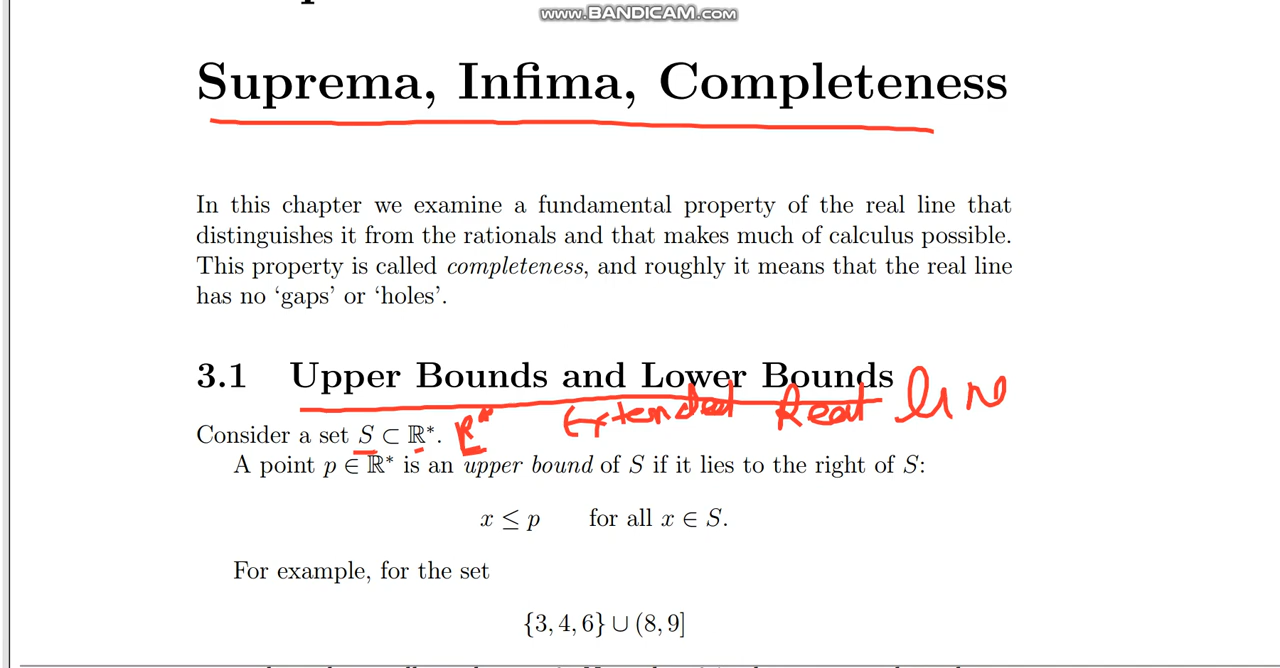 www.BANDICAM.com
Suprema, Infima, Completeness
In this chapter we examine a fundamental property of the real line that
distinguishes it from the rationals and that makes much of calculus possible.
This property is called completeness, and roughly it means that the real line
has no ‘gaps’ or ‘holes’.
3.1 Upper Bounds and Lower Bounds
Consider a set S ⊂ ℝ*. R* Extended Real line
A point p ∈ ℝ* is an upper bound of S if it lies to the right of S:
x ≤ p for all x ∈ S.
For example, for the set
{3, 4, 6} ∪ (8, 9]